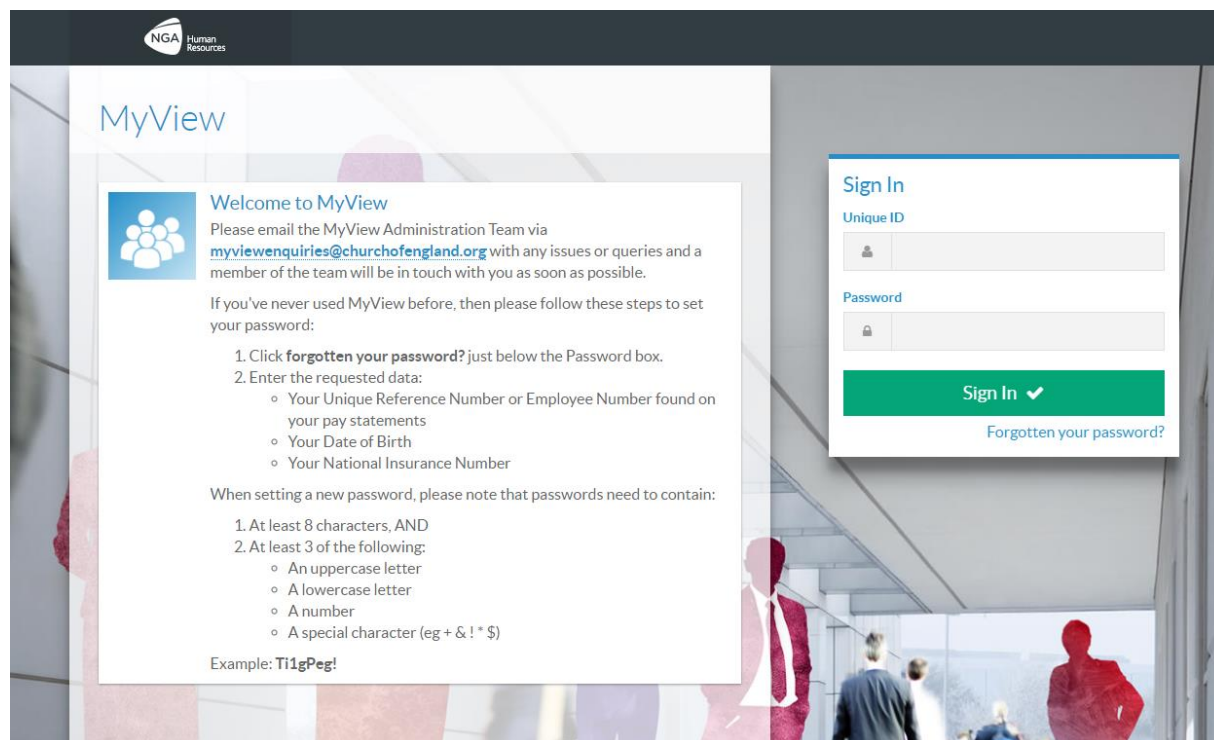 NGA Human
Resources
MyView
Welcome to MyView
Please email the MyView Administration Team via
myviewenquiries@churchofengland.org with any issues or queries and a
member of the team will be in touch with you as soon as possible.
If you've never used MyView before, then please follow these steps to set
your password:
1. Click forgotten your password? just below the Password box.
2. Enter the requested data:
Your Unique Reference Number or Employee Number found on
your pay statements
Your Date of Birth
Your National Insurance Number
When setting a new password, please note that passwords need to contain:
1. At least 8 characters, AND
2. At least 3 of the following:
An uppercase letter
A lowercase letter
A number
A special character (eg + & ! * $)
Example: Ti1gPeg!
Sign In
Unique ID
Password
Sign In
Forgotten your password?